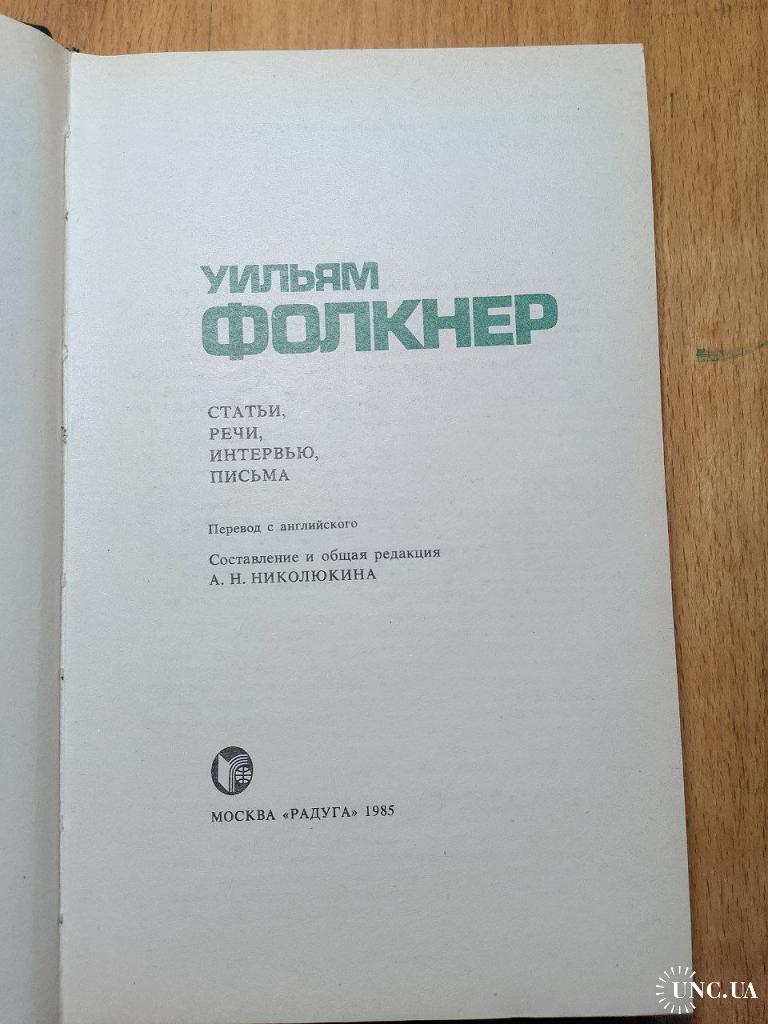 УИЛЬЯМ
ФОЛКНЕР
СТАТЬИ,
РЕЧИ,
ИНТЕРВЬЮ,
ПИСЬМА
Перевод с английского
Составление и общая редакция
А. Н. НИКОЛЮКИНА
МОСКВА «РАДУГА» 1985
UNC.UA